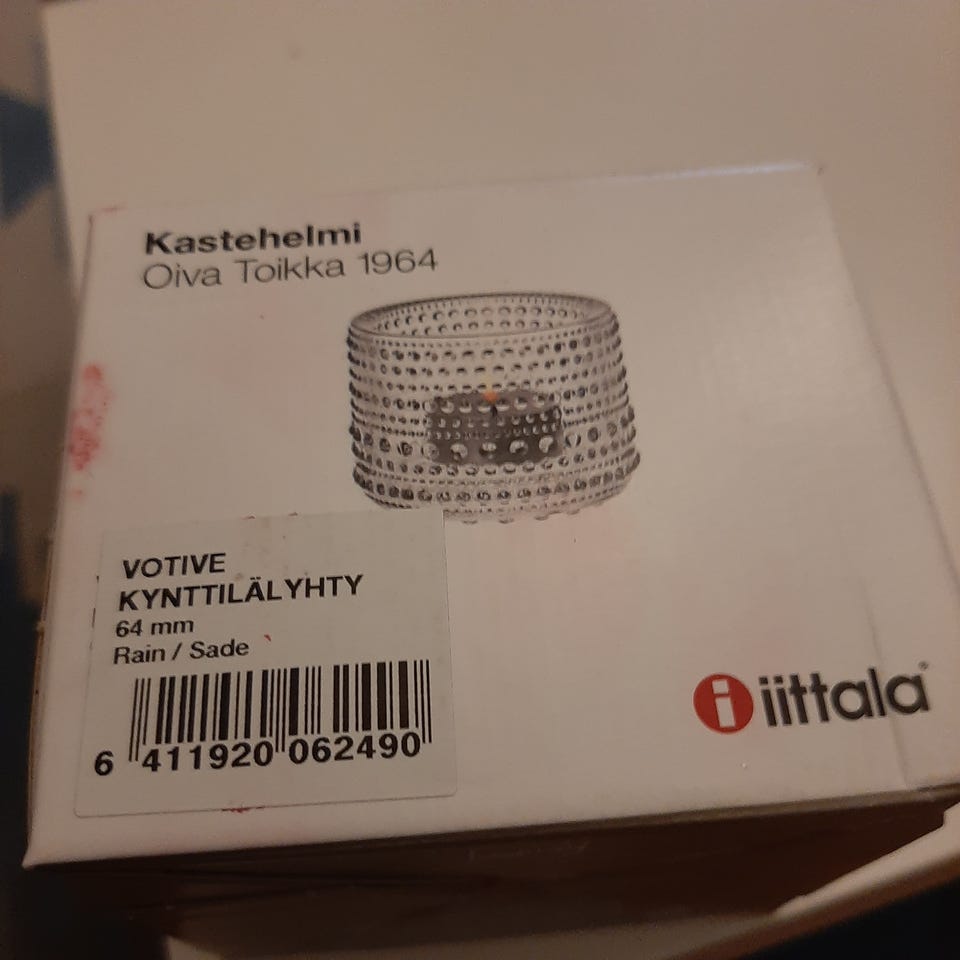 Kastehelmi
Oiva Toikka 1964
VOTIVE
KYNTTILÄLYHTY
64 mm
Rain / Sade
6 411920 062490
i iittala®